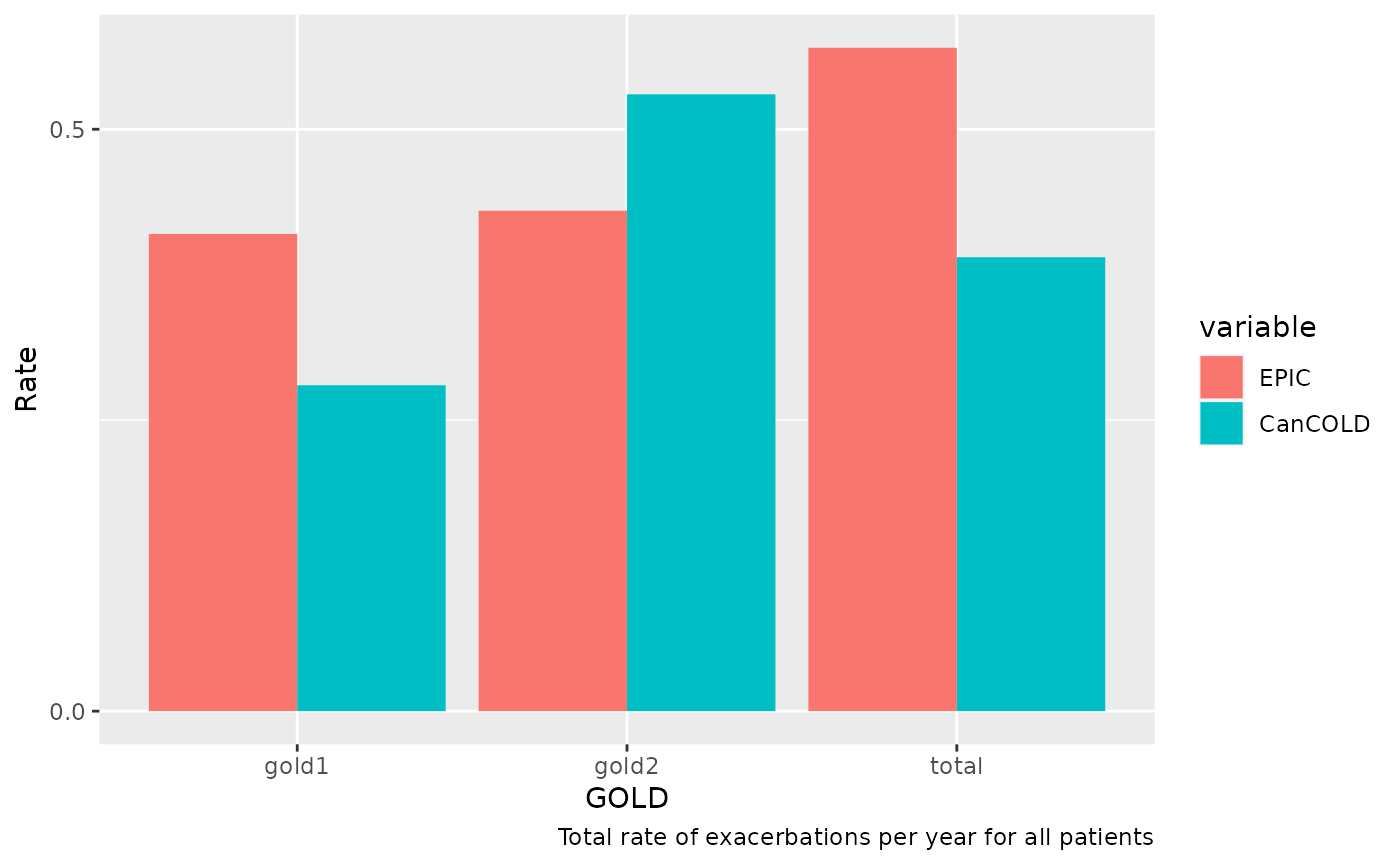 0.5
0.0
Rate
gold1
gold2
total
GOLD
Total rate of exacerbations per year for all patients
variable
EPIC
CanCOLD